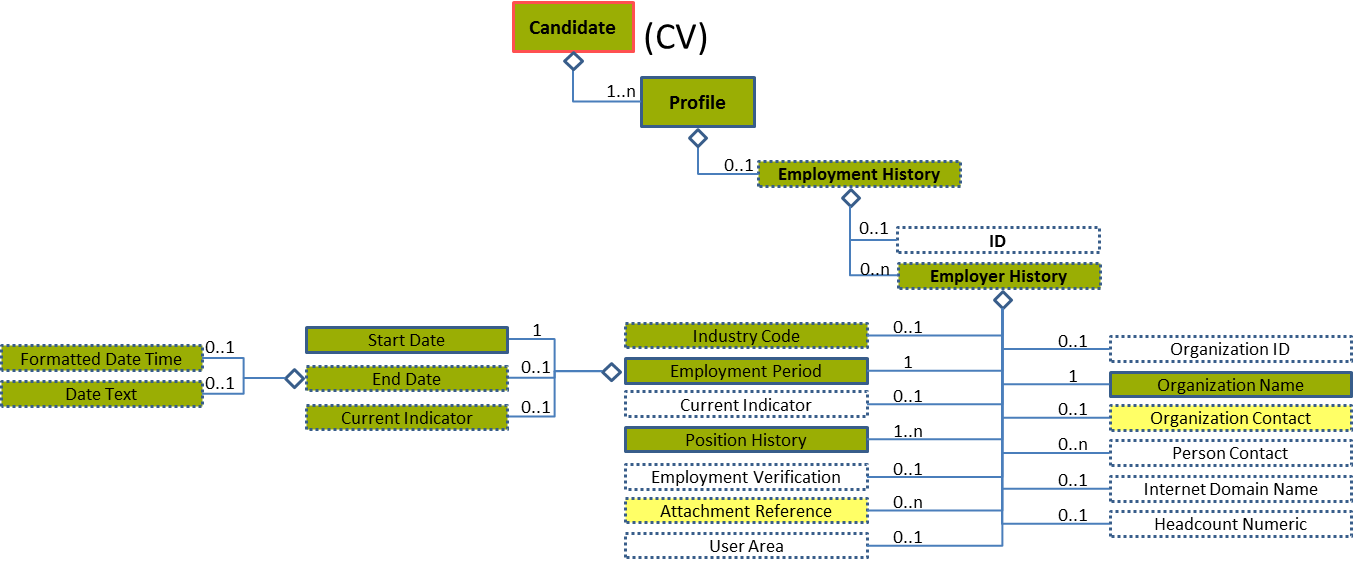 Candidate (CV)
1..n
Profile
0..1
Employment History
0..1
ID
0..n
Employer History
Formatted Date Time
0..1
Date Text
0..1
Start Date
1
End Date
0..1
Current Indicator
0..1
Industry Code
0..1
Employment Period
1
Current Indicator
0..1
Position History
1..n
Employment Verification
0..1
Attachment Reference
0..n
User Area
0..1
0..1
Organization ID
1
Organization Name
0..1
Organization Contact
0..n
Person Contact
0..1
Internet Domain Name
0..1
Headcount Numeric